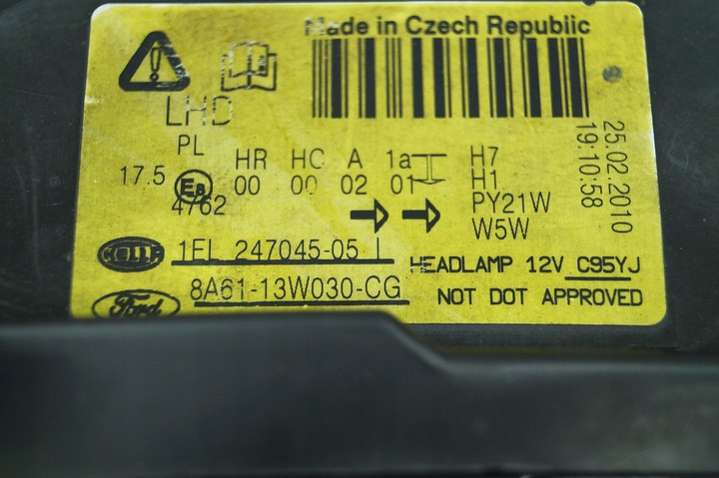 Made in Czech Republic
LHD
PL
HR HC A 1a H7
17.5 E8 00 00 02 01 H1
4762 PY21W
W5W
25.02.2010
19:10:58
HELLA 1EL 247045-05 L HEADLAMP 12V C95YJ
Ford 8A61-13W030-CG NOT DOT APPROVED